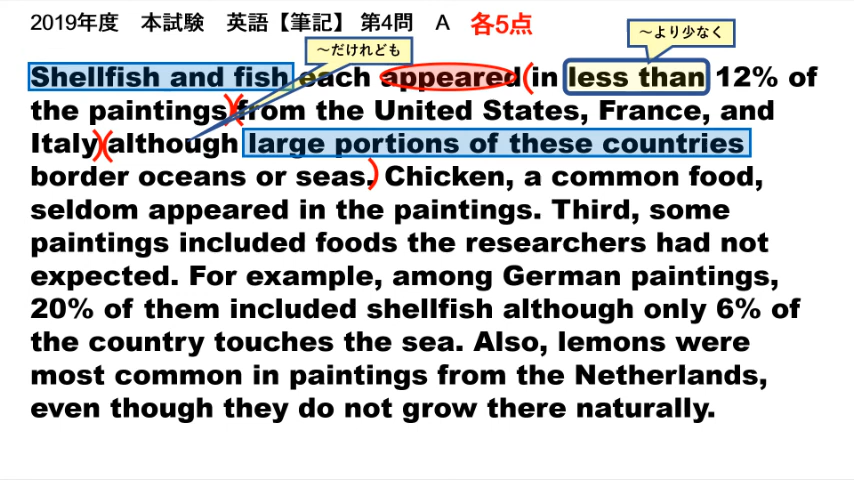 2019年度 本試験 英語【筆記】 第4問 A 各5点
～だけれども
～より少なく
Shellfish and fish each appeared (in less than 12% of
the paintings)(from the United States, France, and
Italy)(although large portions of these countries
border oceans or seas.) Chicken, a common food,
seldom appeared in the paintings. Third, some
paintings included foods the researchers had not
expected. For example, among German paintings,
20% of them included shellfish although only 6% of
the country touches the sea. Also, lemons were
most common in paintings from the Netherlands,
even though they do not grow there naturally.